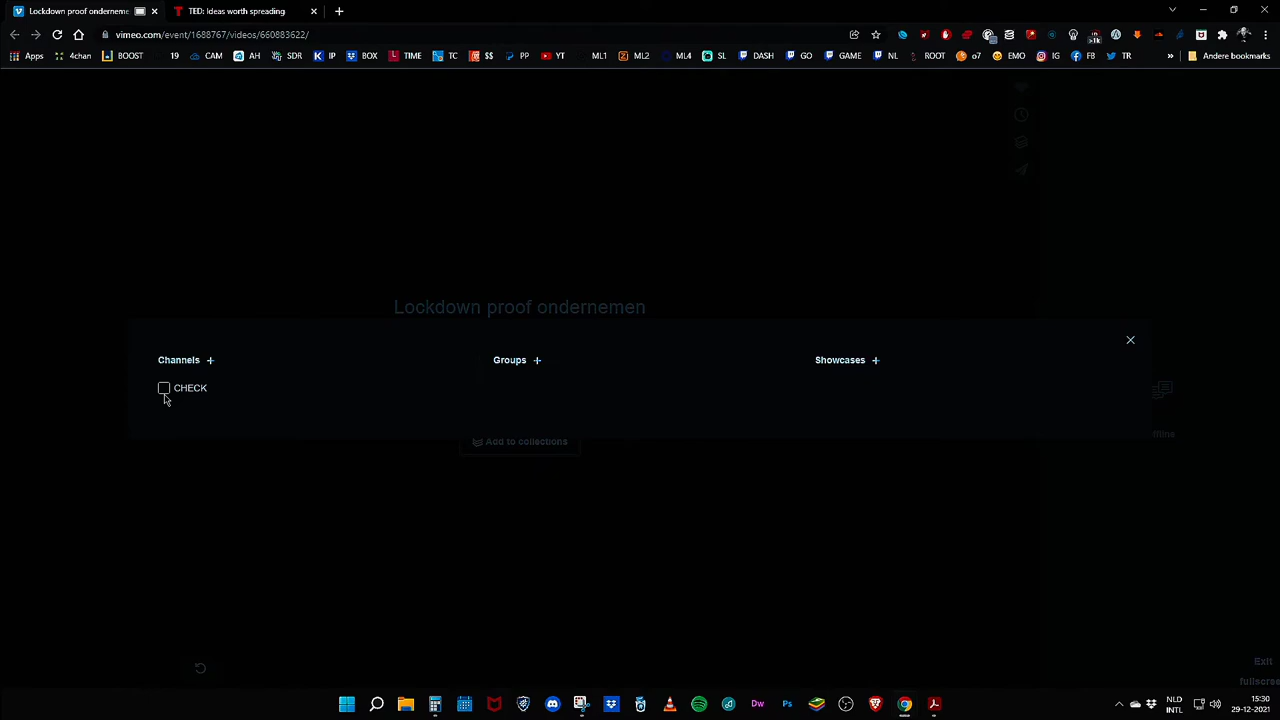 Lockdown proof onderneme
TED: Ideas worth spreading
vimeo.com/event/1688767/videos/660883622/
Apps 4chan BOOST 19 CAM AH SDR IP BOX TIME TC $$ PP YT ML1 ML2 ML4 SL DASH GO GAME NL ROOT o7 EMO IG FB TR » Andere bookmarks
Lockdown proof ondernemen
Channels +
Groups +
Showcases +
CHECK
ffline
Add to collections
Exit
fullscree
NLD
INTL
15:30
29-12-2021